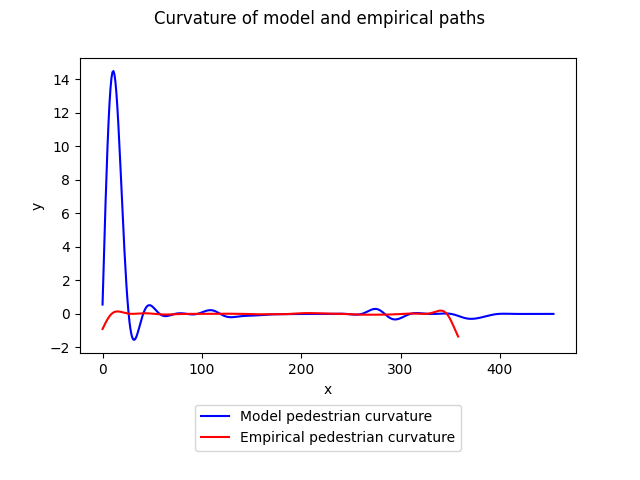 Curvature of model and empirical paths
14
12
10
8
6
4
2
0
−2
y
0 100 200 300 400
x
Model pedestrian curvature
Empirical pedestrian curvature